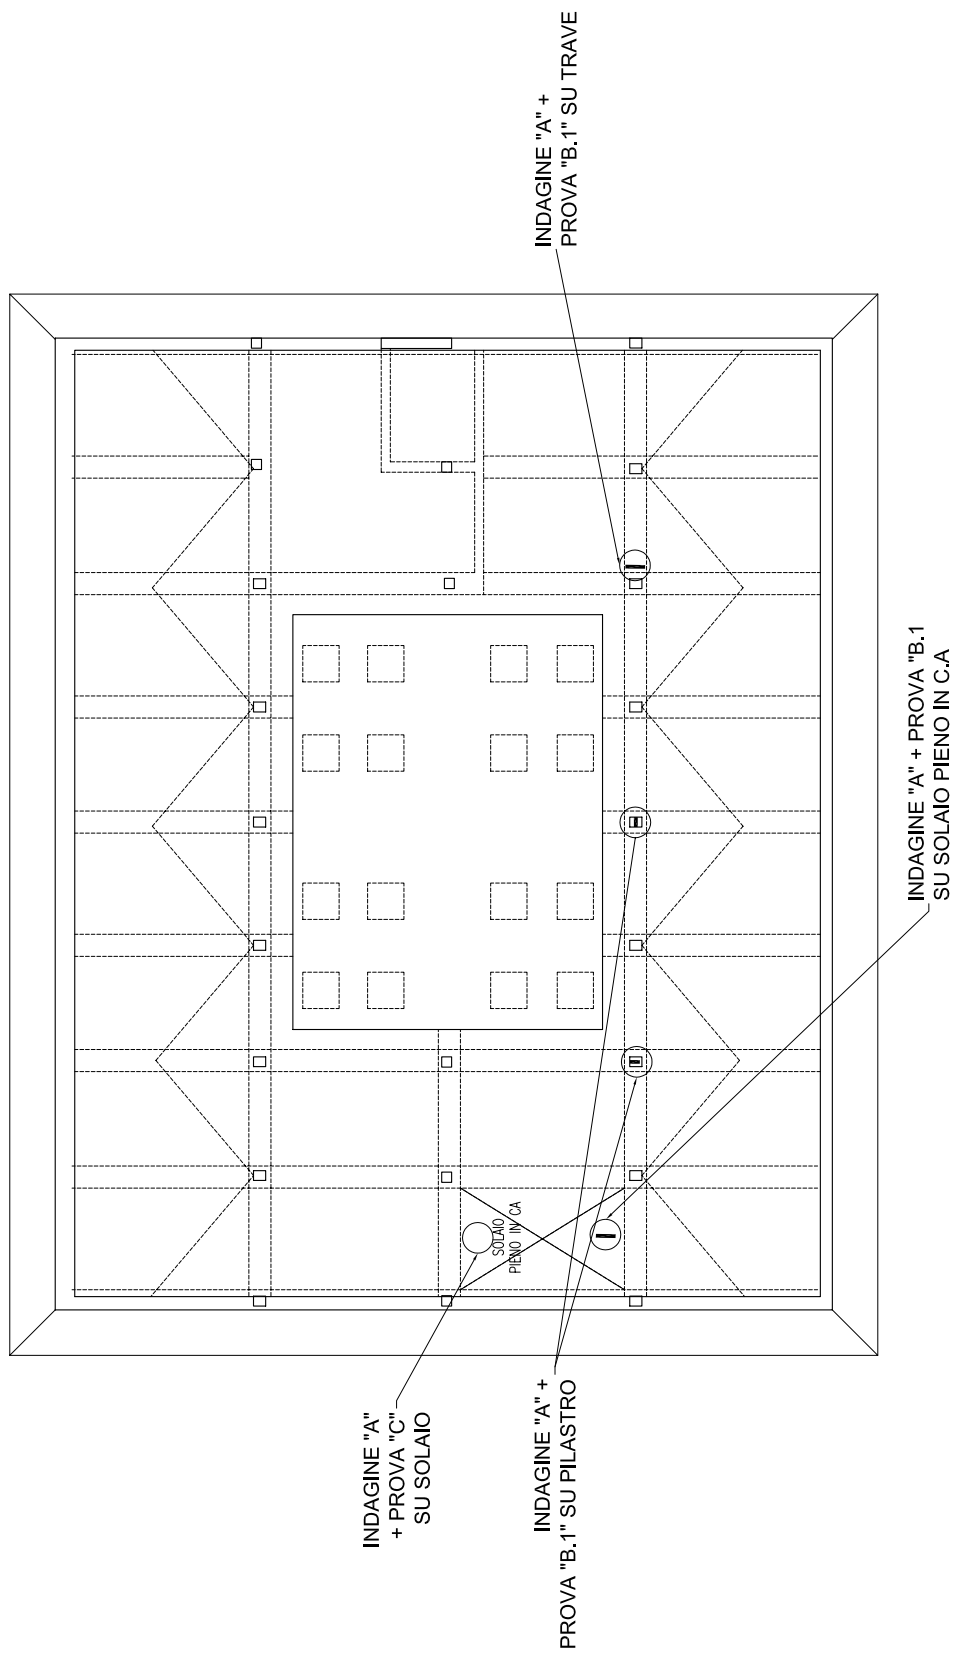 INDAGINE "A"
+ PROVA "C"
SU SOLAIO
INDAGINE "A" +
PROVA "B.1" SU PILASTRO
SOLAIO
PIENO IN CA
INDAGINE "A" + PROVA "B.1
SU SOLAIO PIENO IN C.A
INDAGINE "A" +
PROVA "B.1" SU TRAVE